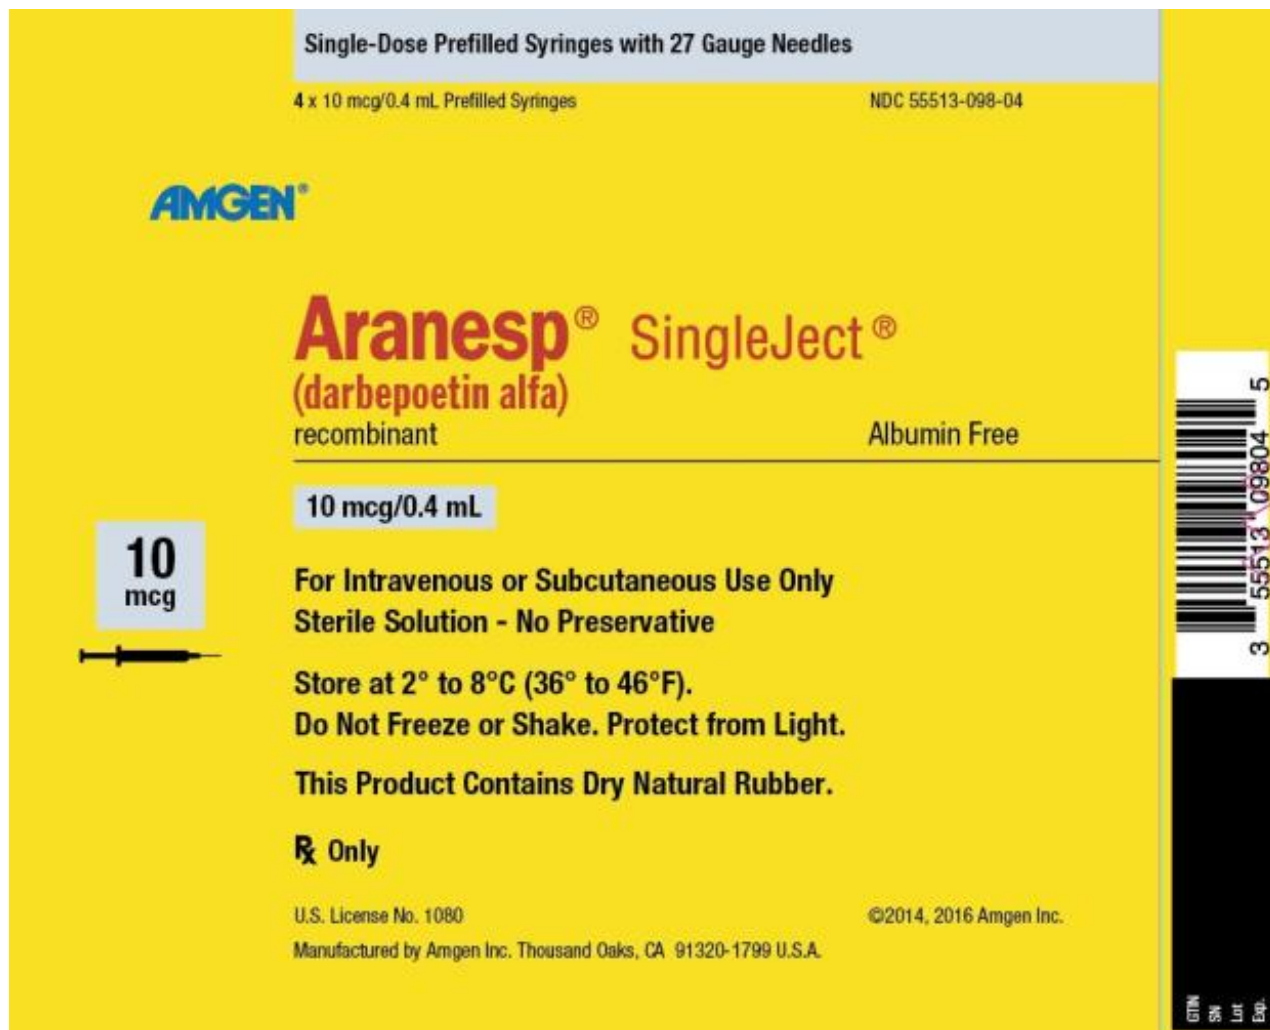 Single-Dose Prefilled Syringes with 27 Gauge Needles
4 x 10 mcg/0.4 mL Prefilled Syringes NDC 55513-098-04
AMGEN®
Aranesp® SingleJect®
(darbepoetin alfa)
recombinant Albumin Free
10 mcg/0.4 mL
10
mcg
For Intravenous or Subcutaneous Use Only
Sterile Solution - No Preservative
Store at 2° to 8°C (36° to 46°F).
Do Not Freeze or Shake. Protect from Light.
This Product Contains Dry Natural Rubber.
℞ Only
U.S. License No. 1080 ©2014, 2016 Amgen Inc.
Manufactured by Amgen Inc. Thousand Oaks, CA 91320-1799 U.S.A.
3 55513 09804 5
GTIN
SN
Lot
Exp.